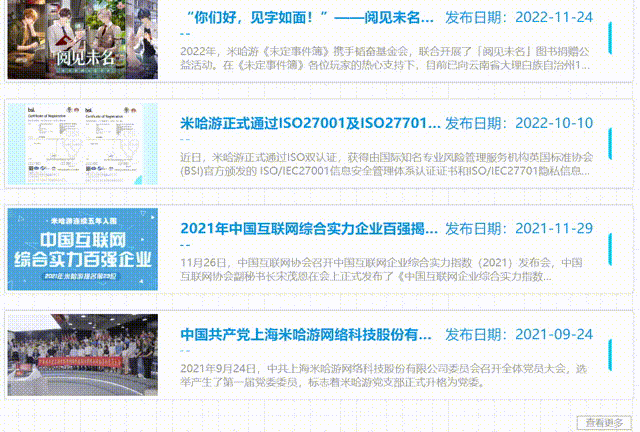 阅见未名
“你们好，见字如面！”——阅见未名... 发布日期：2022-11-24
2022年，米哈游《未定事件簿》携手韬奋基金会，联合开展了「阅见未名」图书捐赠公
益活动。在《未定事件簿》各位玩家的热心支持下，目前已向云南省大理白族自治州1...
bsi.
bsi.
米哈游正式通过ISO27001及ISO27701... 发布日期：2022-10-10
近日，米哈游正式通过ISO双认证，获得由国际知名专业风险管理服务机构英国标准协会
(BSI)官方颁发的 ISO/IEC27001信息安全管理体系认证证书和ISO/IEC27701隐私信息...
米哈游连续五年入围
中国互联网
综合实力百强企业
2021年中国互联网综合实力企业百强揭... 发布日期：2021-11-29
11月26日，中国互联网协会召开中国互联网企业综合实力指数（2021）发布会，中国
互联网协会副秘书长宋茂恩在会上正式发布了《中国互联网企业综合实力指数...
中国共产党上海米哈游网络科技股份有... 发布日期：2021-09-24
2021年9月24日，中共上海米哈游网络科技股份有限公司委员会召开全体党员大会，选
举产生了第一届党委委员，标志着米哈游党支部正式升格为党委。
查看更多